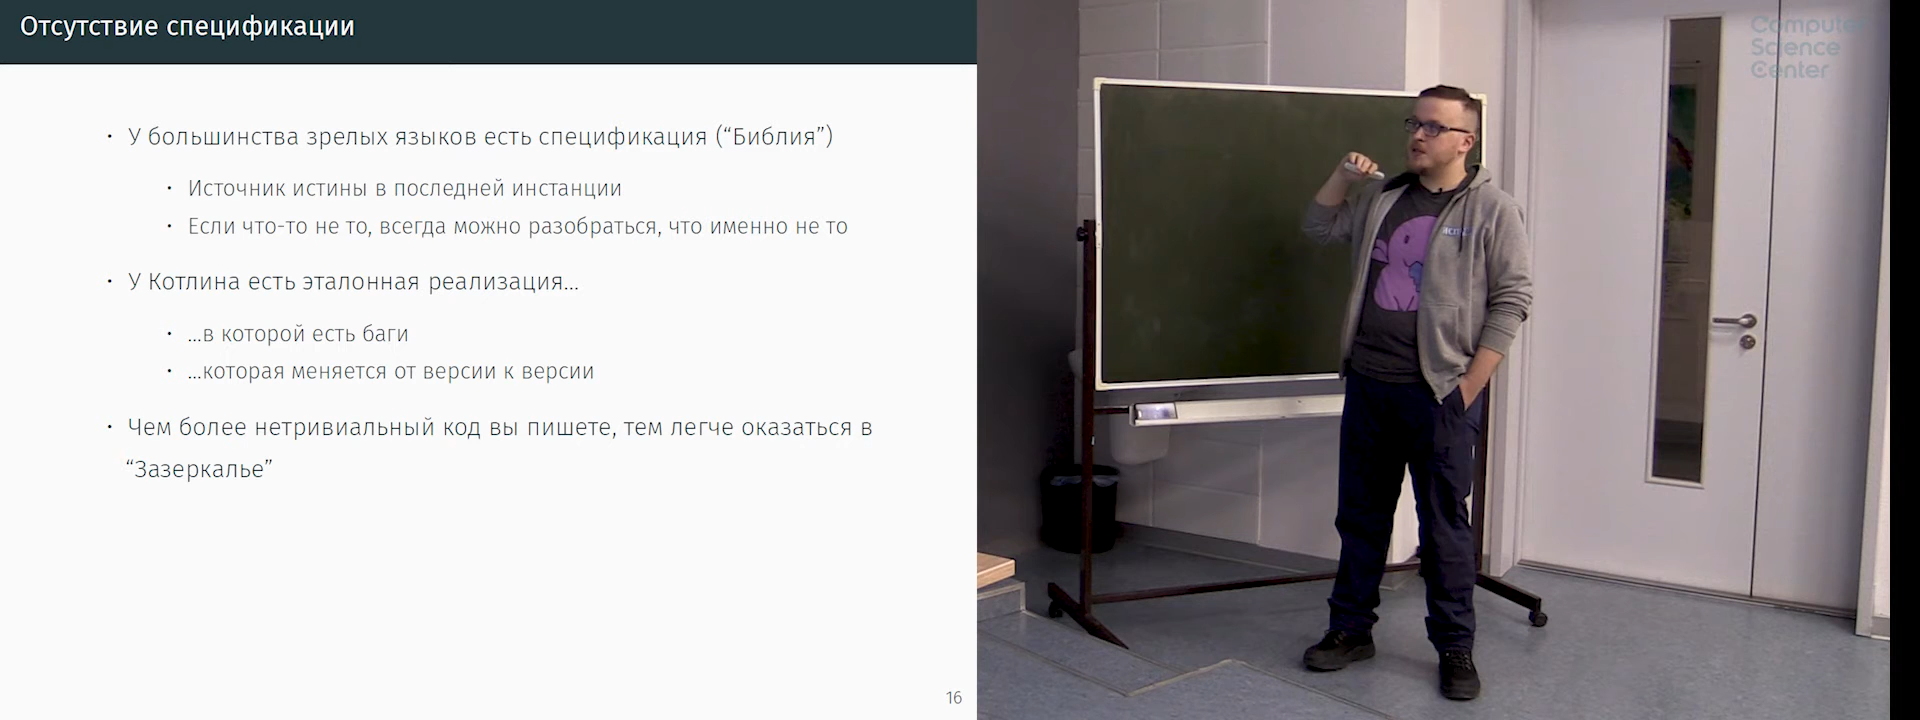 Отсутствие спецификации
· У большинства зрелых языков есть спецификация (“Библия”)
· Источник истины в последней инстанции
· Если что-то не то, всегда можно разобраться, что именно не то
· У Котлина есть эталонная реализация...
· ...в которой есть баги
· ...которая меняется от версии к версии
· Чем более нетривиальный код вы пишете, тем легче оказаться в
“Зазеркалье”
16
Computer
Science
Center